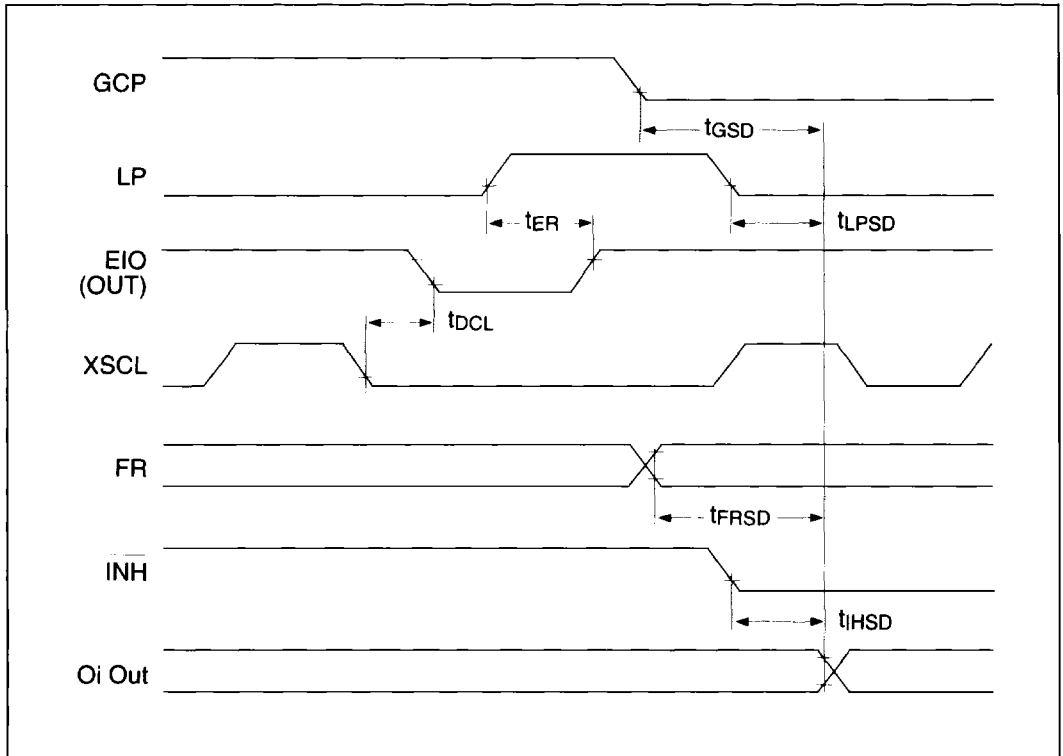 GCP
tGSD
LP
tER
tLPSD
EIO
(OUT)
tDCL
XSCL
FR
tFRSD
INH
tIHSD
Oi Out